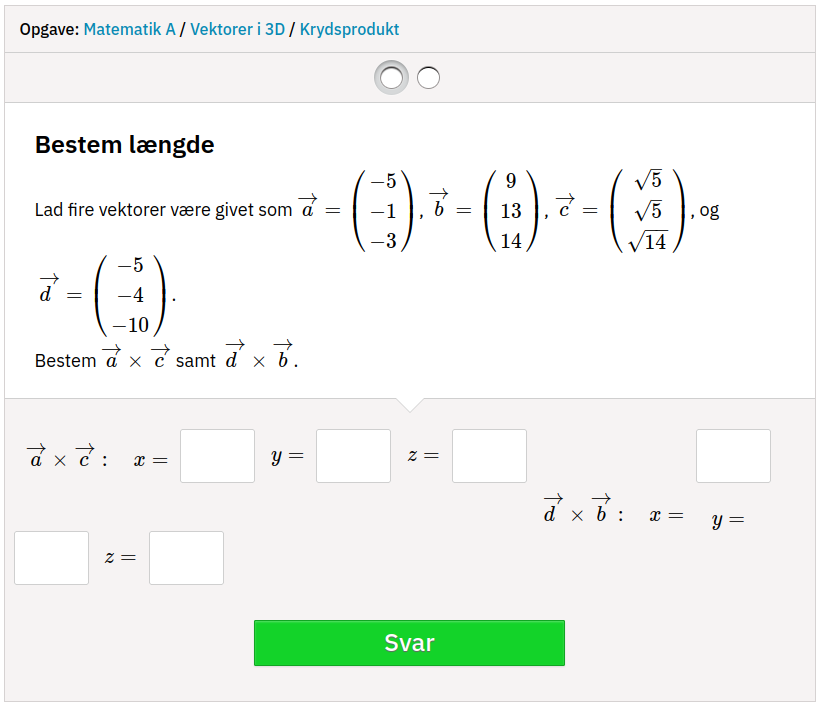 Opgave: Matematik A / Vektorer i 3D / Krydsprodukt
Bestem længde
Lad fire vektorer være givet som $\overrightarrow{a} = \begin{pmatrix} -5 \\ -1 \\ -3 \end{pmatrix}$, $\overrightarrow{b} = \begin{pmatrix} 9 \\ 13 \\ 14 \end{pmatrix}$, $\overrightarrow{c} = \begin{pmatrix} \sqrt{5} \\ \sqrt{5} \\ \sqrt{14} \end{pmatrix}$, og
$\overrightarrow{d} = \begin{pmatrix} -5 \\ -4 \\ -10 \end{pmatrix}$.
Bestem $\overrightarrow{a} \times \overrightarrow{c}$ samt $\overrightarrow{d} \times \overrightarrow{b}$.
$\overrightarrow{a} \times \overrightarrow{c}:$ $x =$ $y =$ $z =$
$\overrightarrow{d} \times \overrightarrow{b}:$ $x =$ $y =$
$z =$
Svar